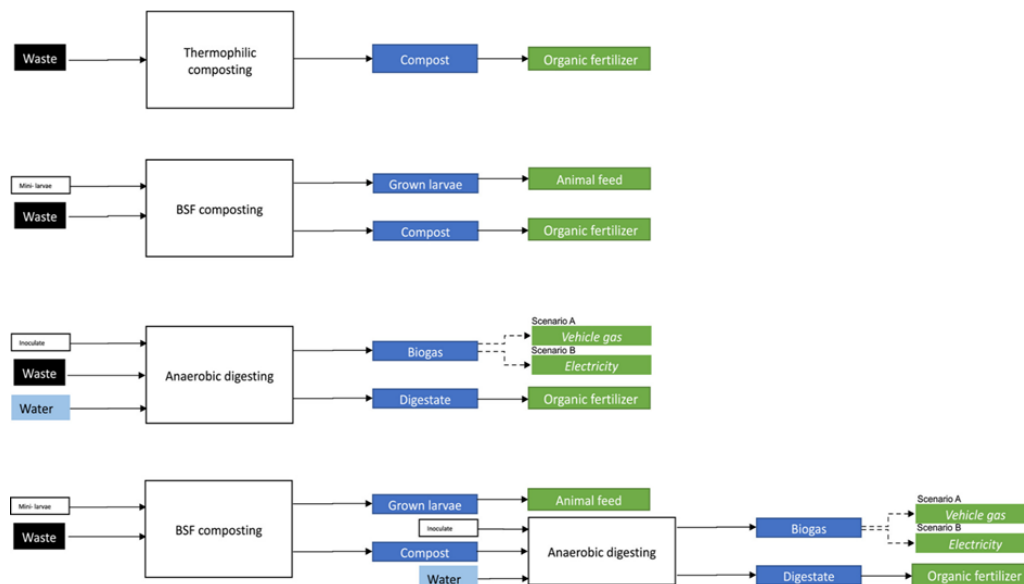 Waste
Thermophilic
composting
Compost
Organic fertilizer
Mini- larvae
Waste
BSF composting
Grown larvae
Animal feed
Compost
Organic fertilizer
Inoculate
Waste
Water
Anaerobic digesting
Biogas
Scenario A
Vehicle gas
Scenario B
Electricity
Digestate
Organic fertilizer
Mini- larvae
Waste
BSF composting
Grown larvae
Animal feed
Inoculate
Compost
Water
Anaerobic digesting
Biogas
Scenario A
Vehicle gas
Scenario B
Electricity
Digestate
Organic fertilizer